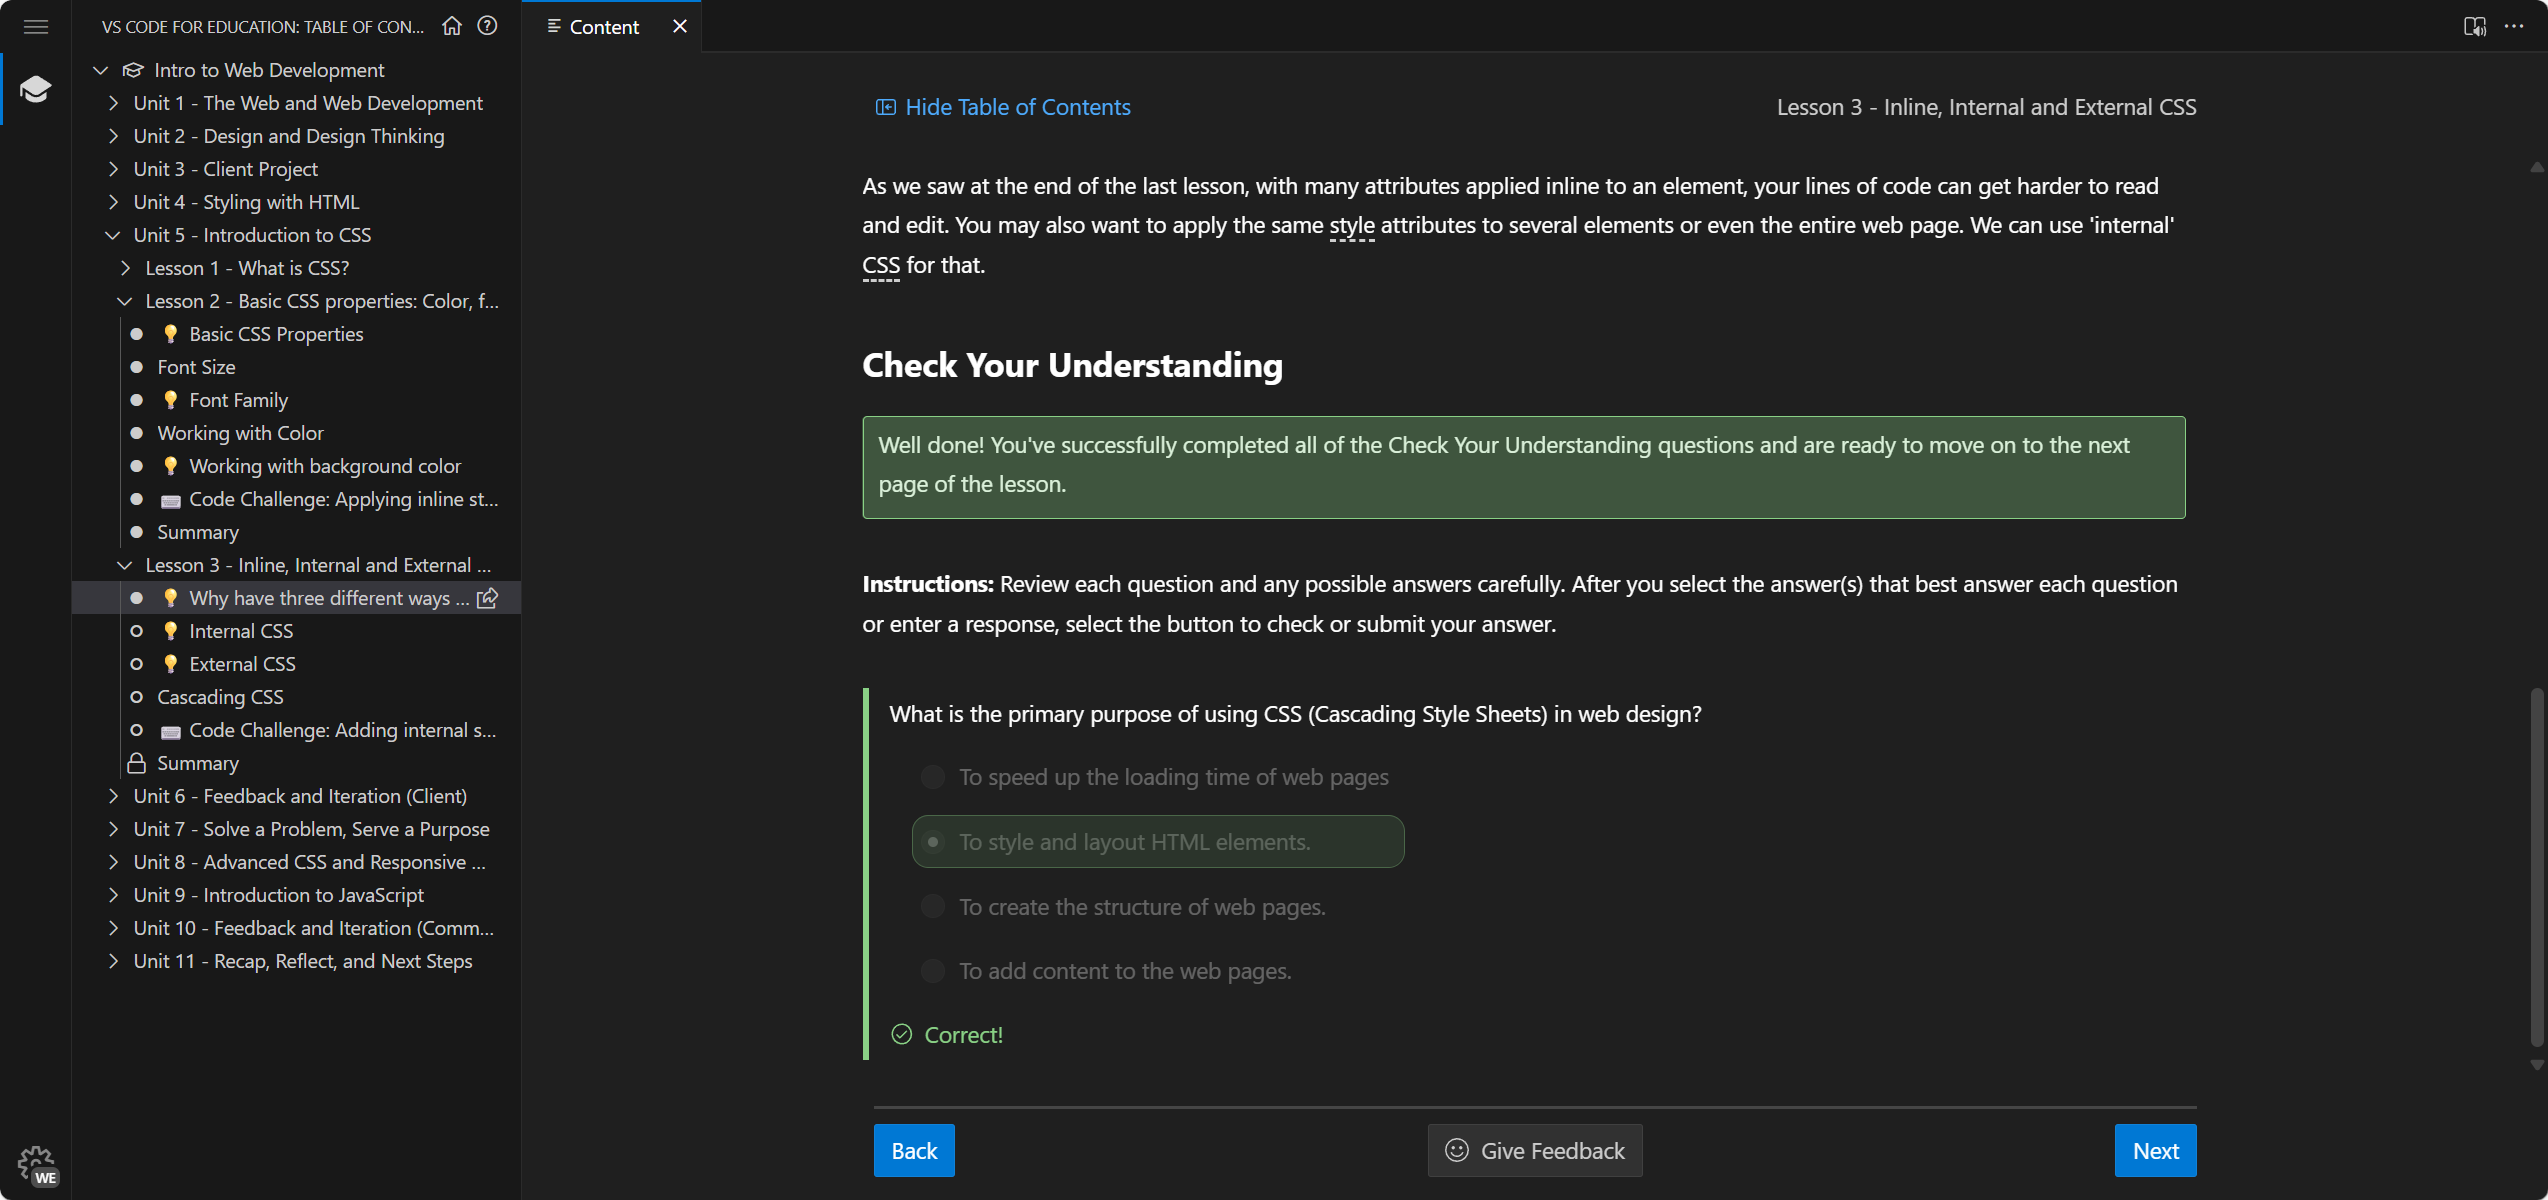 VS CODE FOR EDUCATION: TABLE OF CON...
Intro to Web Development
Unit 1 - The Web and Web Development
Unit 2 - Design and Design Thinking
Unit 3 - Client Project
Unit 4 - Styling with HTML
Unit 5 - Introduction to CSS
Lesson 1 - What is CSS?
Lesson 2 - Basic CSS properties: Color, f...
Basic CSS Properties
Font Size
Font Family
Working with Color
Working with background color
Code Challenge: Applying inline st...
Summary
Lesson 3 - Inline, Internal and External ...
Why have three different ways ...
Internal CSS
External CSS
Cascading CSS
Code Challenge: Adding internal s...
Summary
Unit 6 - Feedback and Iteration (Client)
Unit 7 - Solve a Problem, Serve a Purpose
Unit 8 - Advanced CSS and Responsive ...
Unit 9 - Introduction to JavaScript
Unit 10 - Feedback and Iteration (Comm...
Unit 11 - Recap, Reflect, and Next Steps
WE
Content
Hide Table of Contents
Lesson 3 - Inline, Internal and External CSS
As we saw at the end of the last lesson, with many attributes applied inline to an element, your lines of code can get harder to read
and edit. You may also want to apply the same style attributes to several elements or even the entire web page. We can use 'internal'
CSS for that.
Check Your Understanding
Well done! You've successfully completed all of the Check Your Understanding questions and are ready to move on to the next
page of the lesson.
Instructions: Review each question and any possible answers carefully. After you select the answer(s) that best answer each question
or enter a response, select the button to check or submit your answer.
What is the primary purpose of using CSS (Cascading Style Sheets) in web design?
To speed up the loading time of web pages
To style and layout HTML elements.
To create the structure of web pages.
To add content to the web pages.
Correct!
Back
Give Feedback
Next